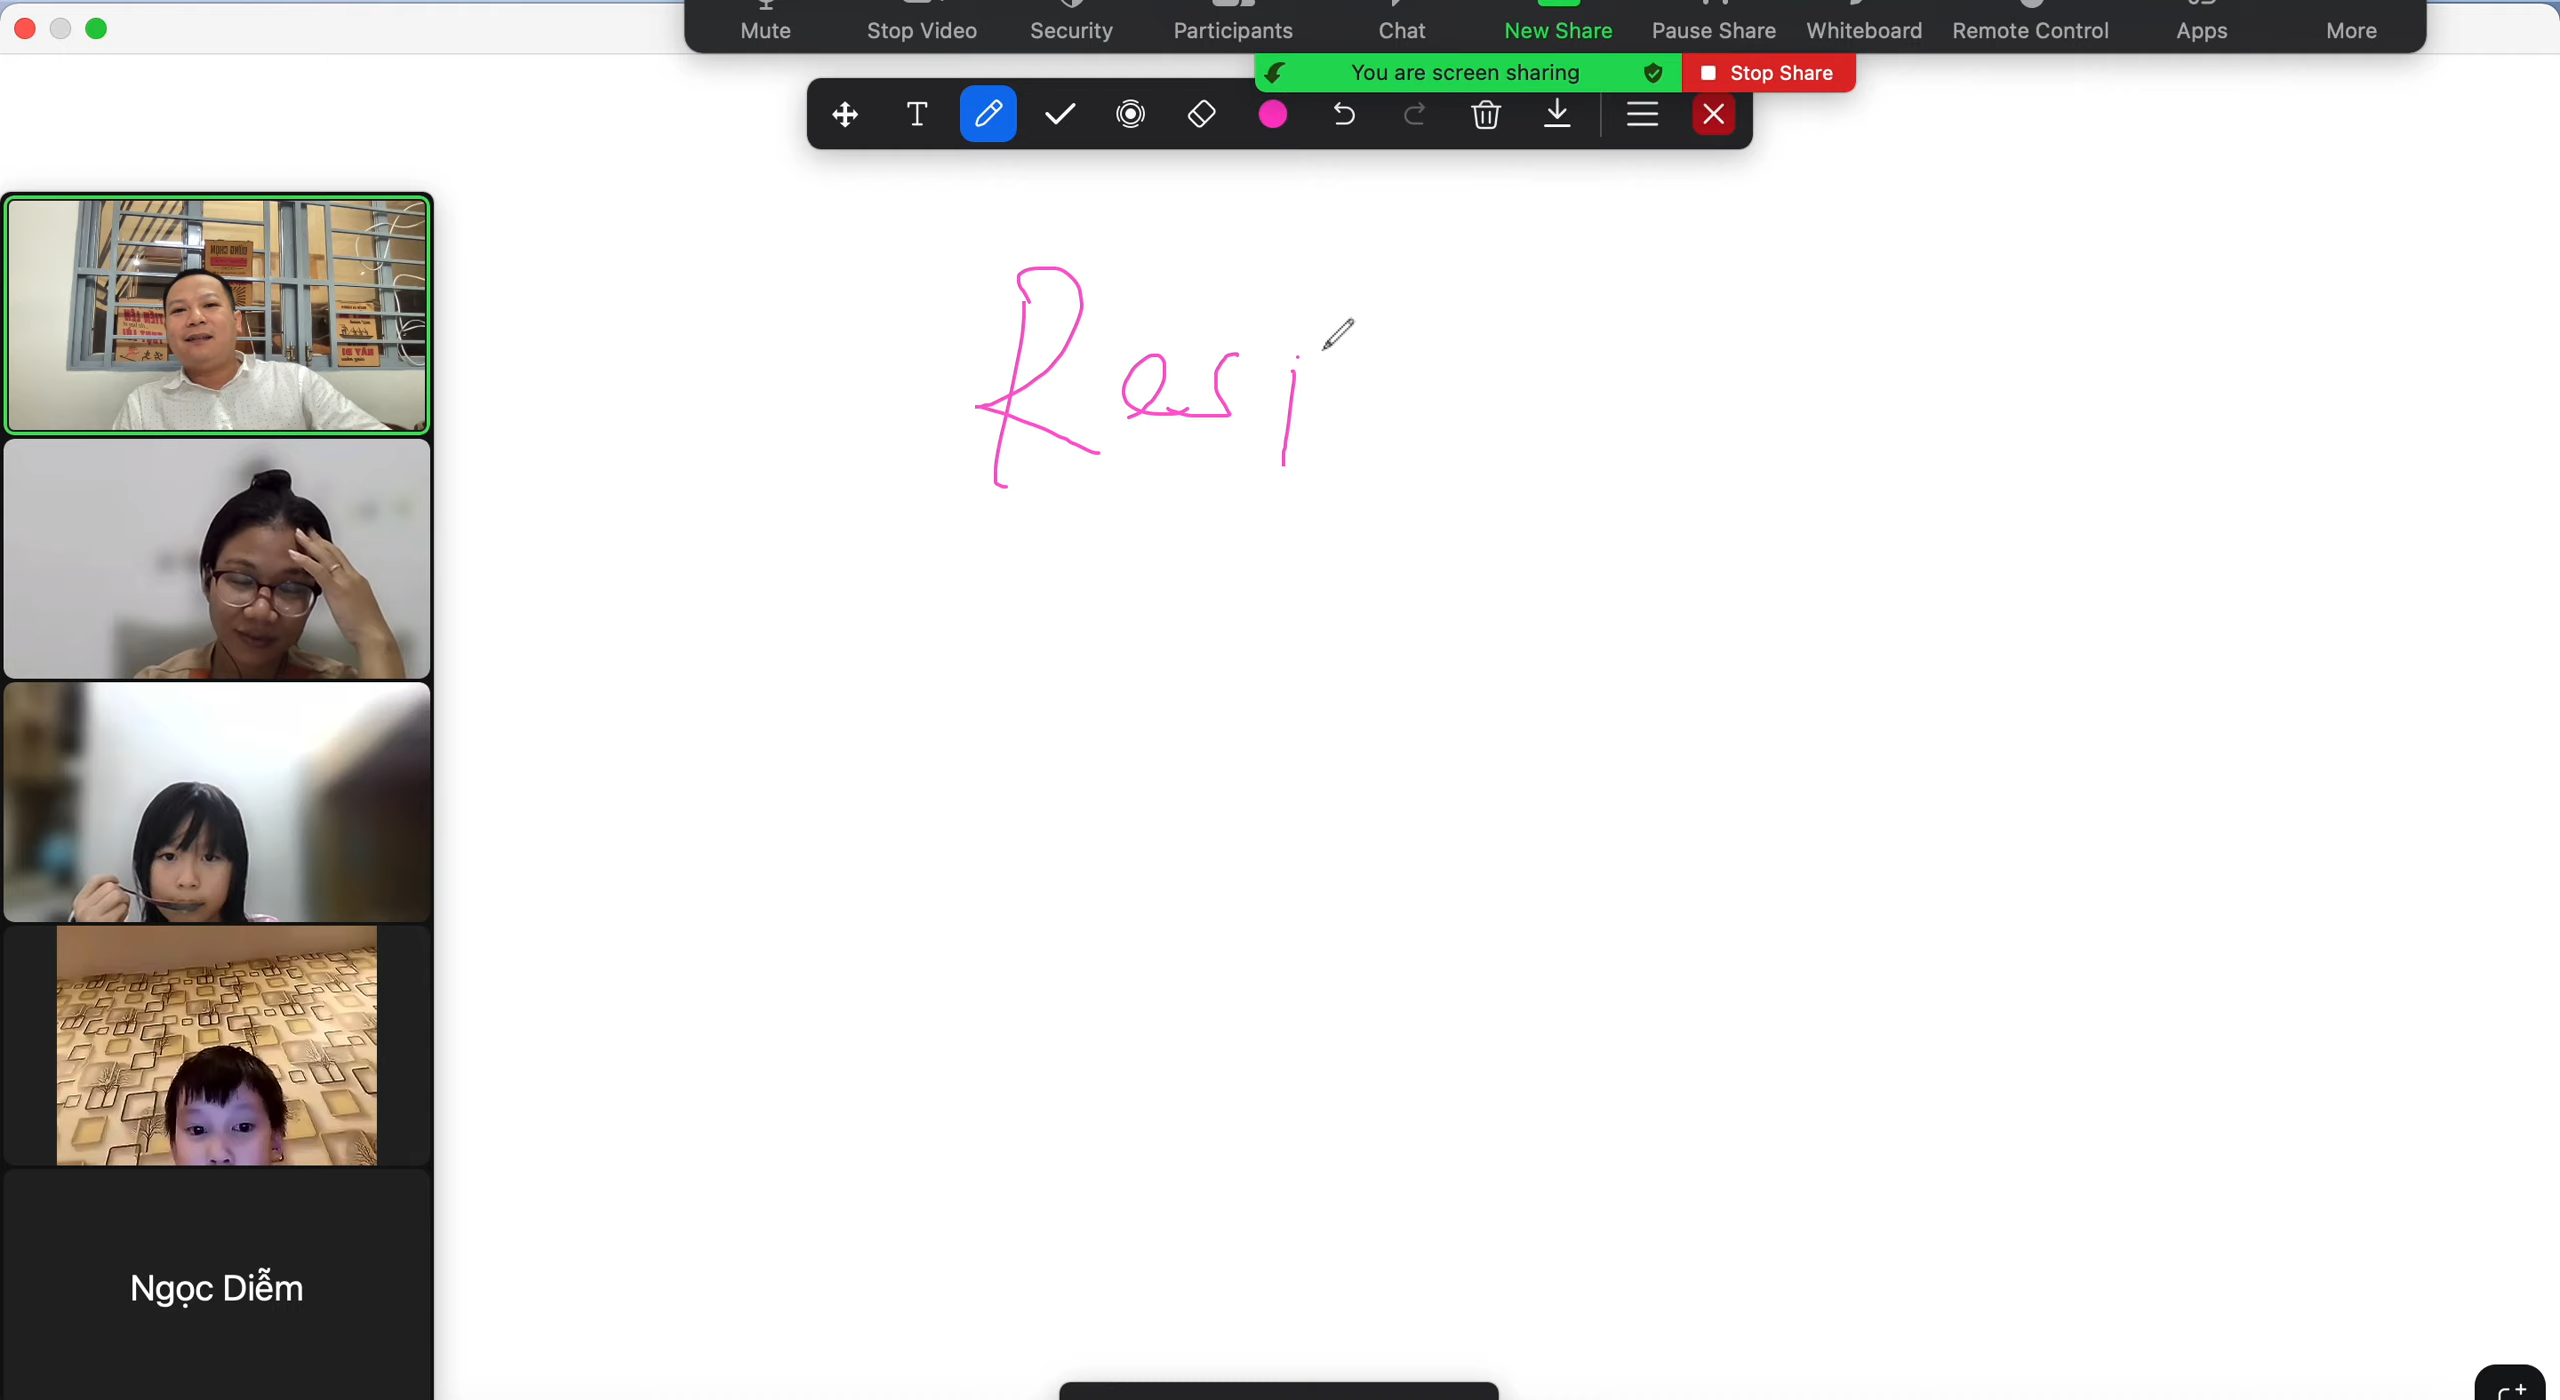 Mute Stop Video Security Participants Chat New Share Pause Share Whiteboard Remote Control Apps More
You are screen sharing Stop Share
T
Resi
Ngọc Diễm